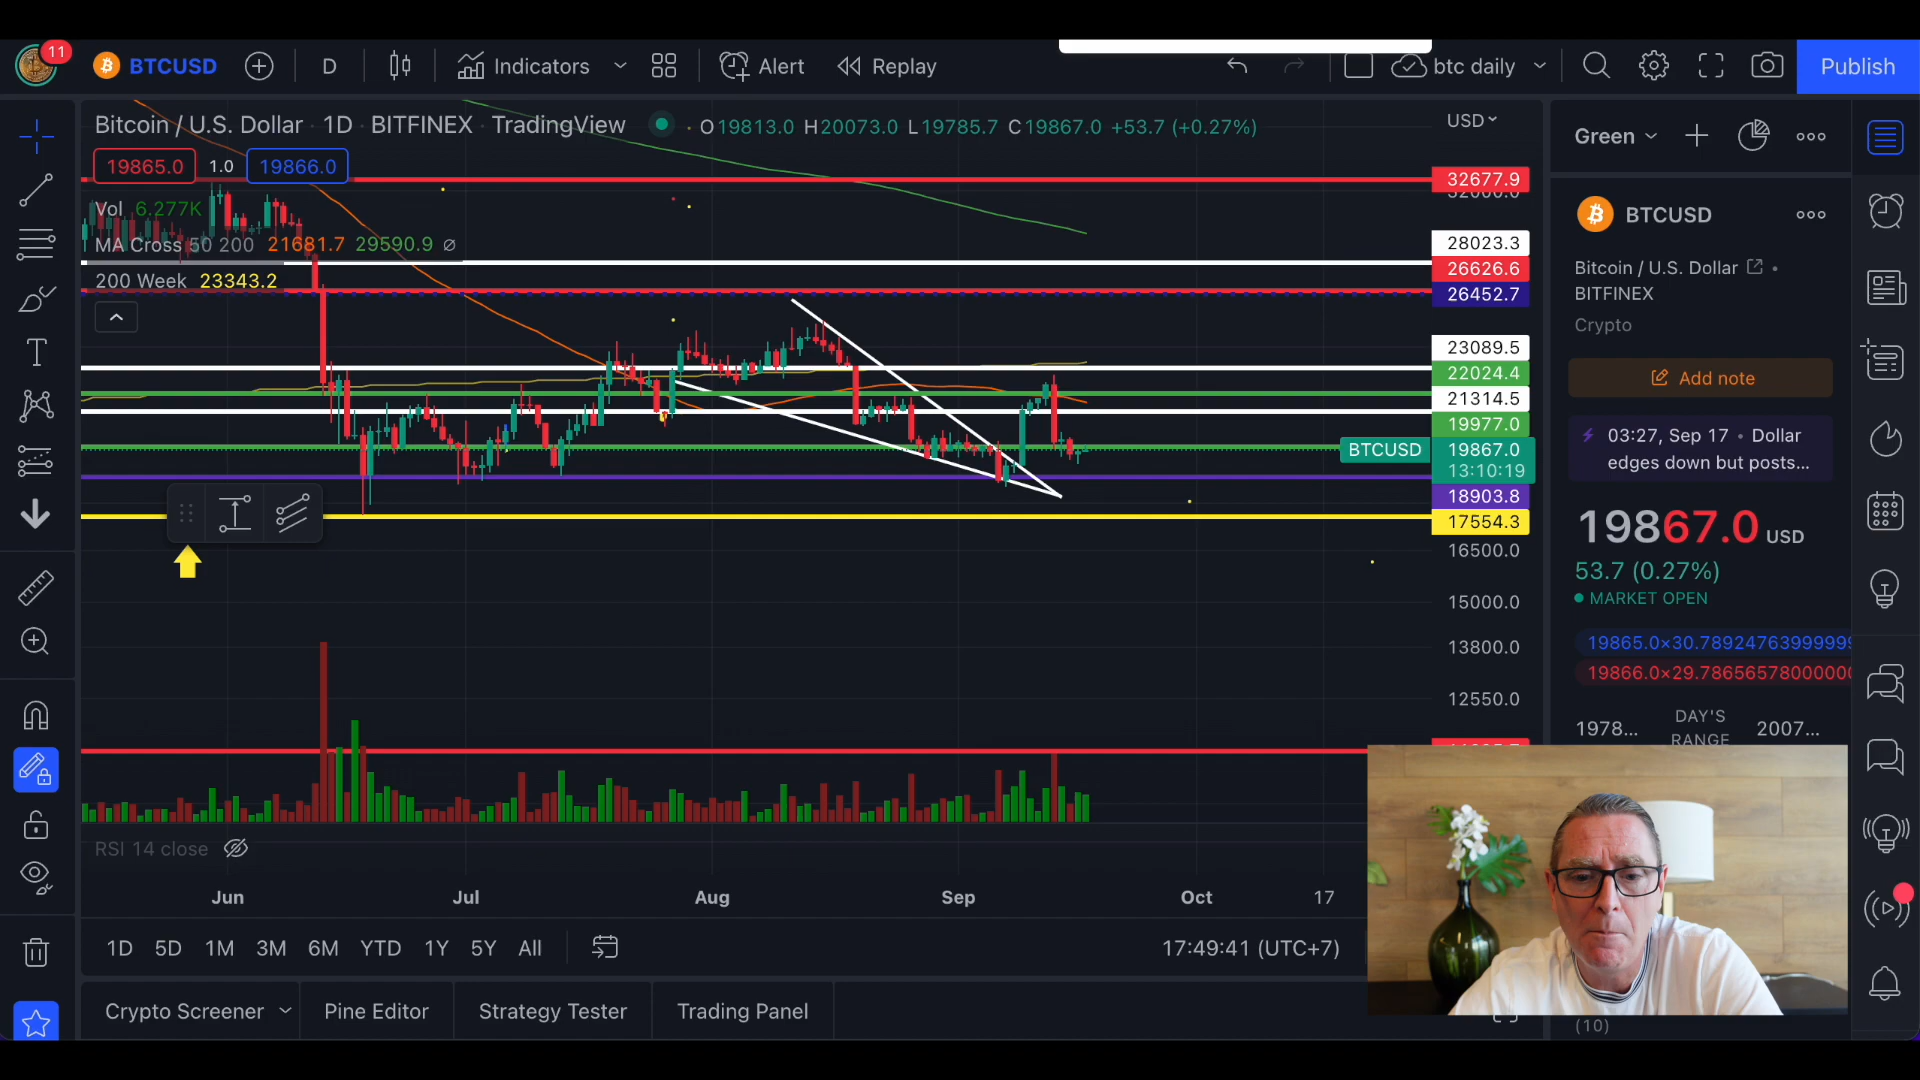 11
BTCUSD
D
Indicators
Alert
Replay
btc daily
Publish
Bitcoin / U.S. Dollar · 1D · BITFINEX · TradingView
O19813.0 H20073.0 L19785.7 C19867.0 +53.7 (+0.27%)
USD
19865.0 1.0 19866.0
Vol 6.277K
MA Cross 50 200 21681.7 29590.9 ∅
200 Week 23343.2
32677.9
32000.0
28023.3
26626.6
26452.7
23089.5
22024.4
21314.5
19977.0
BTCUSD 19867.0
13:10:19
18903.8
17554.3
16500.0
15000.0
13800.0
12550.0
RSI 14 close
Jun Jul Aug Sep Oct 17
1D 5D 1M 3M 6M YTD 1Y 5Y All
17:49:41 (UTC+7)
Crypto Screener Pine Editor Strategy Tester Trading Panel
Green
BTCUSD
Bitcoin / U.S. Dollar
BITFINEX
Crypto
Add note
03:27, Sep 17 • Dollar
edges down but posts...
19867.0 USD
53.7 (0.27%)
MARKET OPEN
19865.0×30.789247639999999
19866.0×29.7865657800000
1978... DAY'S RANGE 2007...
(10)